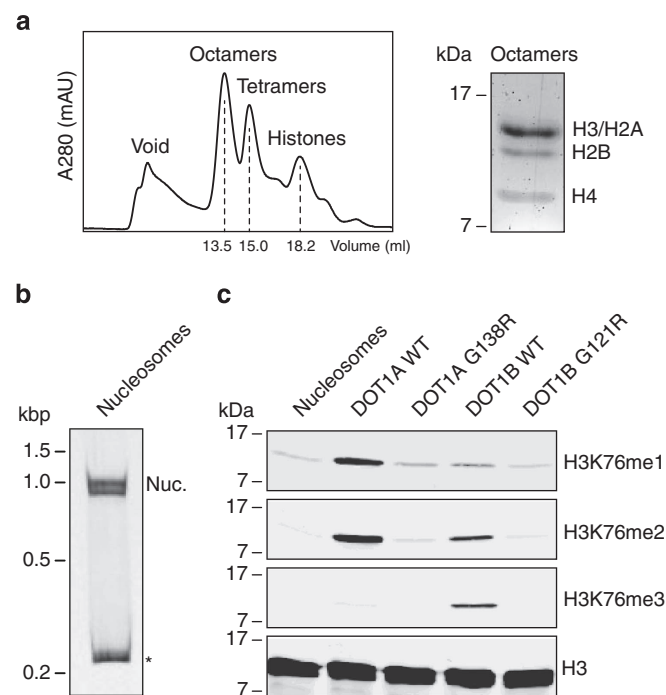 a
Octamers
Tetramers
Histones
Void
A280 (mAU)
13.5 15.0 18.2 Volume (ml)
kDa Octamers
17
H3/H2A
H2B
H4
7
b
Nucleosomes
kbp
1.5
1.0
Nuc.
0.5
0.2
*
c
Nucleosomes
DOT1A WT
DOT1A G138R
DOT1B WT
DOT1B G121R
kDa
17
H3K76me1
7
17
H3K76me2
7
17
H3K76me3
7
17
H3
7